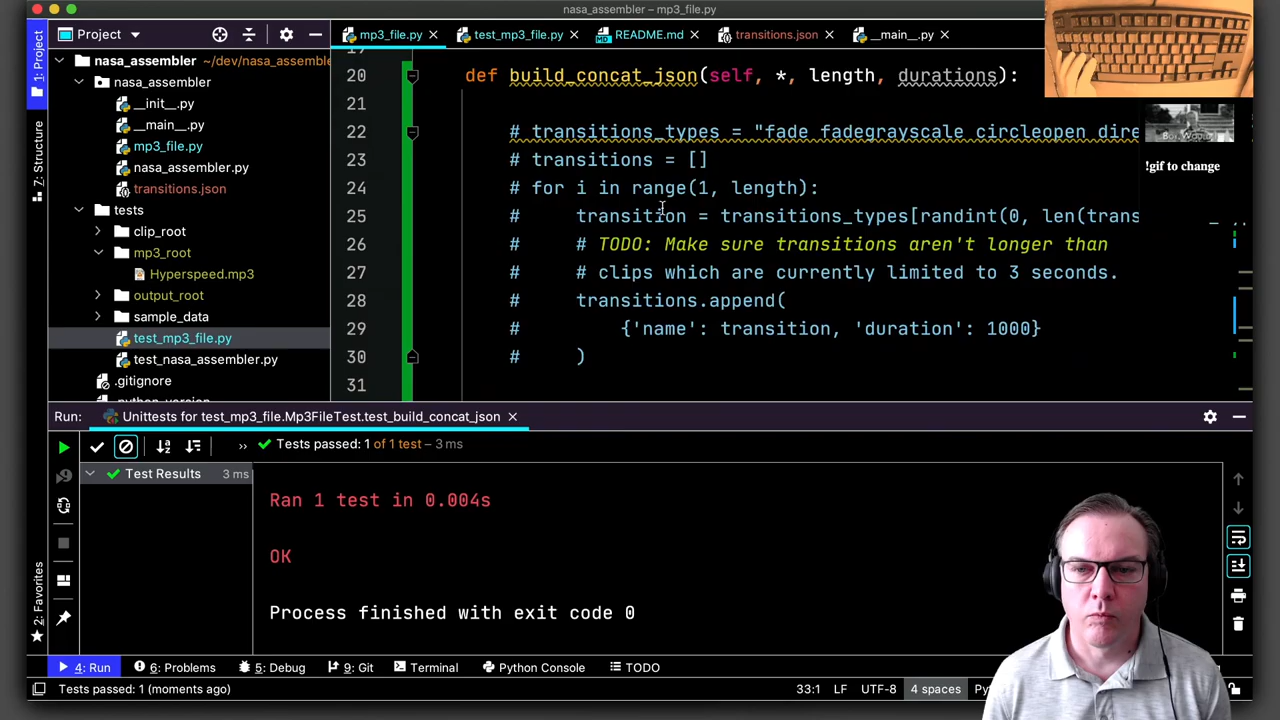 nasa_assembler – mp3_file.py
Project
mp3_file.py
test_mp3_file.py
README.md
transitions.json
__main__.py
1: Project
7: Structure
2: Favorites
nasa_assembler ~/dev/nasa_assembl
nasa_assembler
__init__.py
__main__.py
mp3_file.py
nasa_assembler.py
transitions.json
tests
clip_root
mp3_root
Hyperspeed.mp3
output_root
sample_data
test_mp3_file.py
test_nasa_assembler.py
.gitignore
.python_version
20 def build_concat_json(self, *, length, durations):
21
22 # transitions_types = "fade fadegrayscale circleopen dire
23 # transitions = []
24 # for i in range(1, length):
25 # transition = transitions_types[randint(0, len(trans
26 # # TODO: Make sure transitions aren't longer than
27 # # clips which are currently limited to 3 seconds.
28 # transitions.append(
29 # {'name': transition, 'duration': 1000}
30 # )
31
!gif to change
Run: Unittests for test_mp3_file.Mp3FileTest.test_build_concat_json
Tests passed: 1 of 1 test – 3 ms
Test Results 3 ms
Ran 1 test in 0.004s
OK
Process finished with exit code 0
4: Run
6: Problems
5: Debug
9: Git
Terminal
Python Console
TODO
Tests passed: 1 (moments ago)
33:1 LF UTF-8 4 spaces